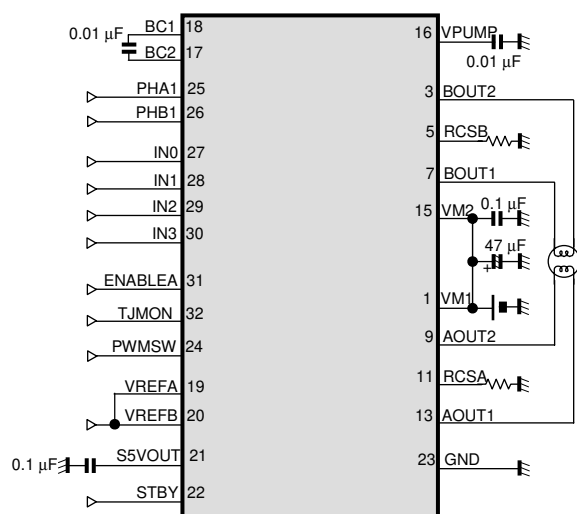 0.01 µF
BC1 18
BC2 17
PHA1 25
PHB1 26
IN0 27
IN1 28
IN2 29
IN3 30
ENABLEA 31
TJMON 32
PWMSW 24
VREFA 19
VREFB 20
0.1 µF
S5VOUT 21
STBY 22
16 VPUMP
0.01 µF
3 BOUT2
5 RCSB
7 BOUT1
15 VM2
0.1 µF
47 µF
+
1 VM1
9 AOUT2
11 RCSA
13 AOUT1
23 GND